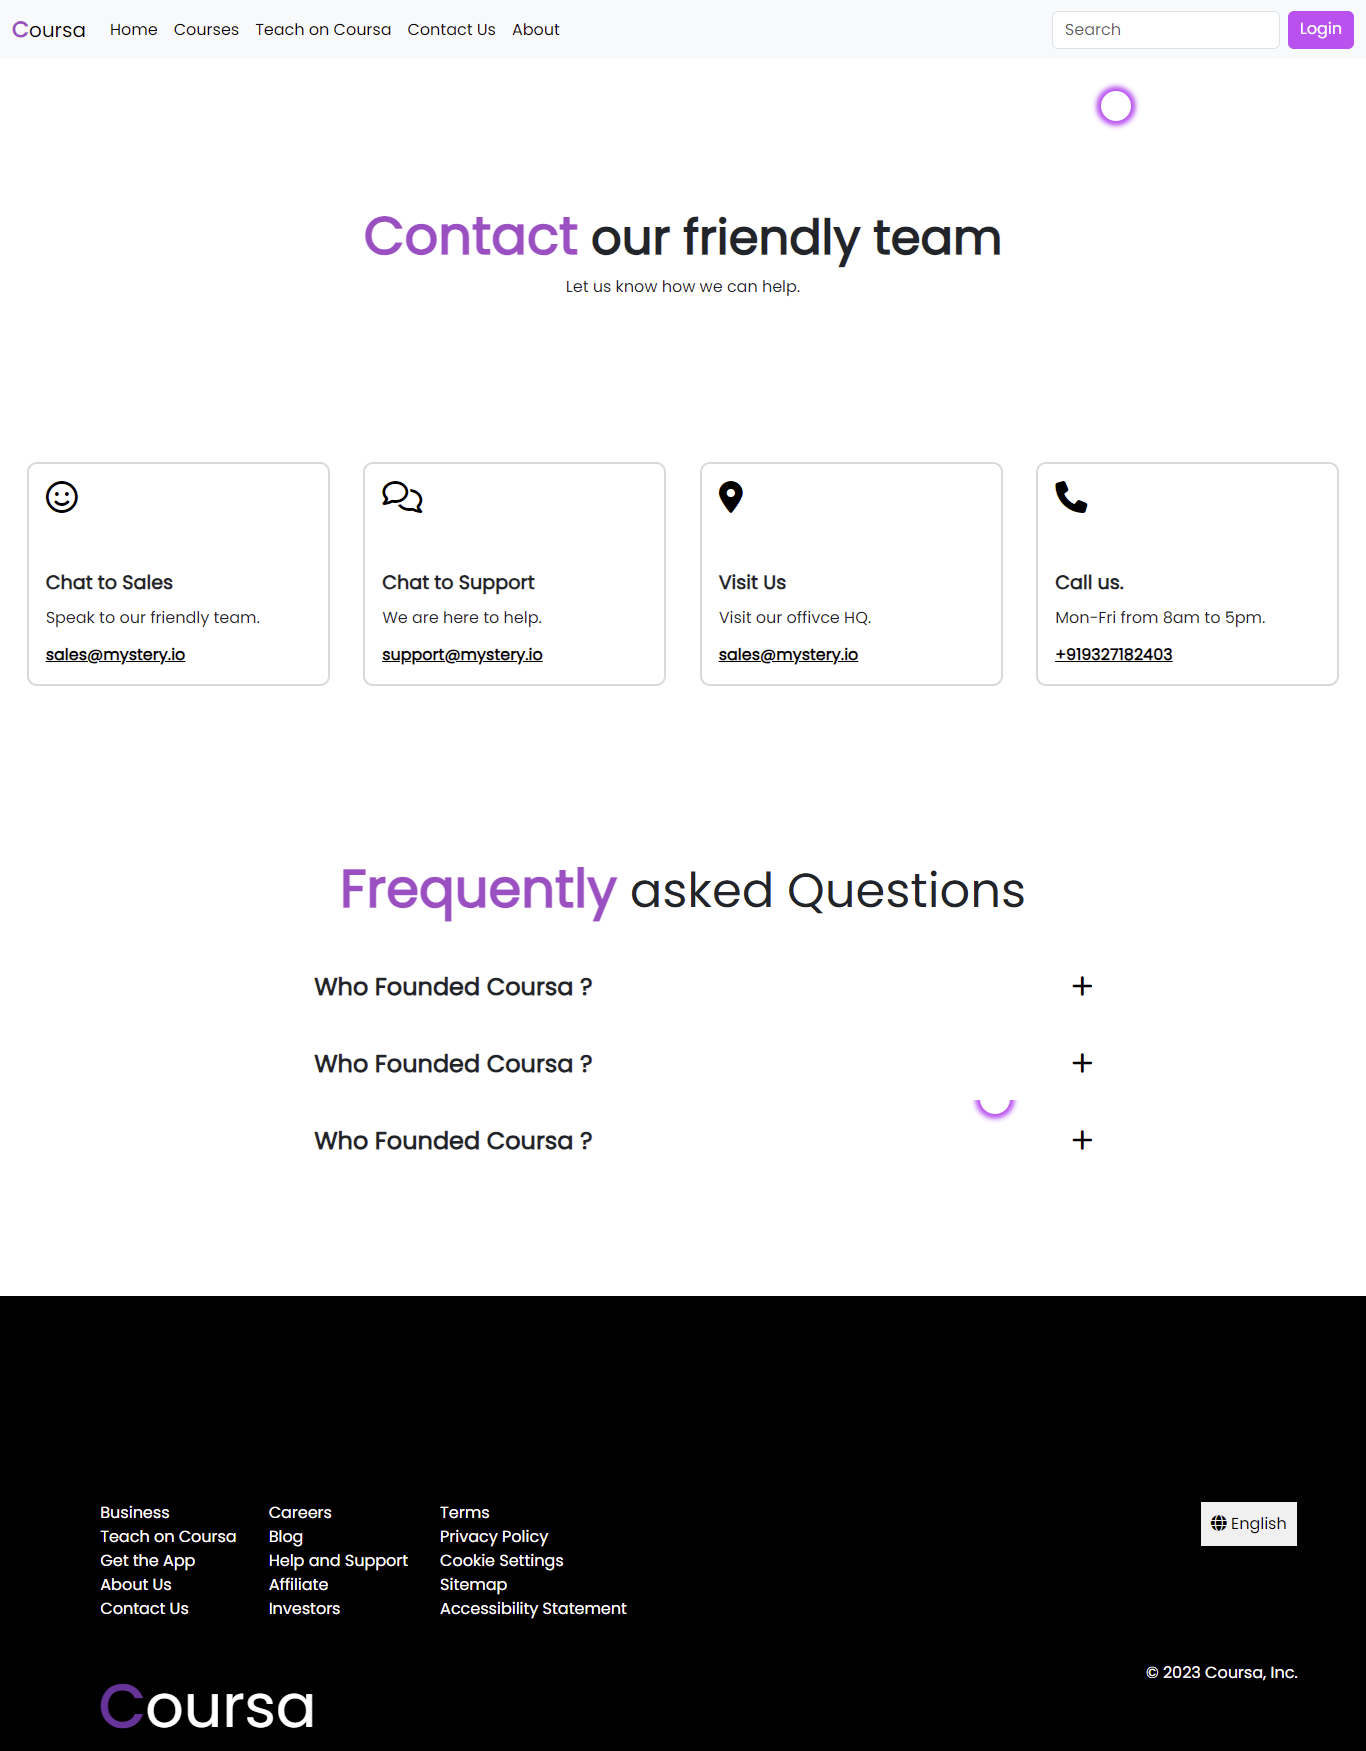 Coursa Home Courses Teach on Coursa Contact Us About Search Login
Contact our friendly team
Let us know how we can help.
Chat to Sales
Speak to our friendly team.
sales@mystery.io
Chat to Support
We are here to help.
support@mystery.io
Visit Us
Visit our offivce HQ.
sales@mystery.io
Call us.
Mon-Fri from 8am to 5pm.
+919327182403
Frequently asked Questions
Who Founded Coursa ?
Who Founded Coursa ?
Who Founded Coursa ?
Business
Teach on Coursa
Get the App
About Us
Contact Us
Careers
Blog
Help and Support
Affiliate
Investors
Terms
Privacy Policy
Cookie Settings
Sitemap
Accessibility Statement
English
Coursa
© 2023 Coursa, Inc.